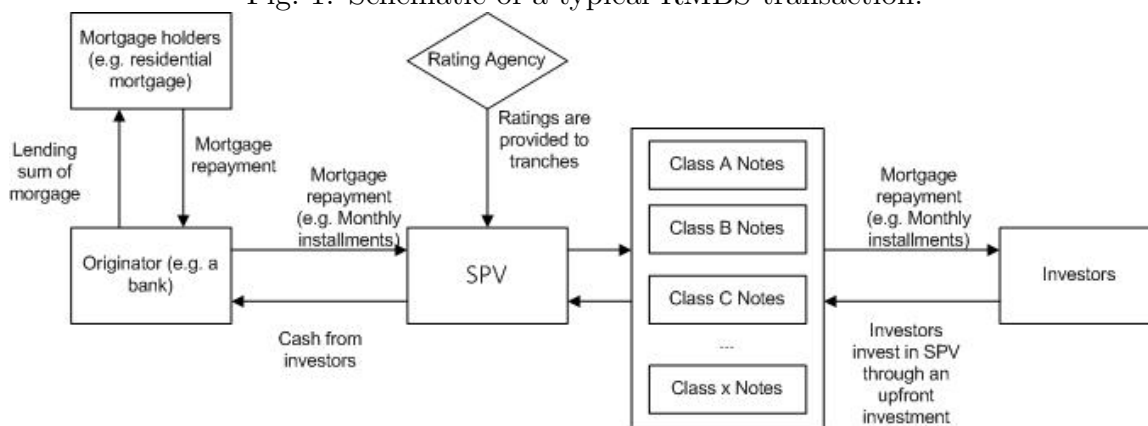 Fig. 1. Schematic of a typical RMBS transaction.
Mortgage holders
(e.g. residential
mortgage)
Rating Agency
Lending
sum of
morgage
Mortgage
repayment
Ratings are
provided to
tranches
Mortgage
repayment
(e.g. Monthly
installments)
Originator (e.g. a
bank)
SPV
Cash from
investors
Class A Notes
Class B Notes
Class C Notes
...
Class x Notes
Mortgage
repayment
(e.g. Monthly
installments)
Investors
Investors
invest in SPV
through an
upfront
investment